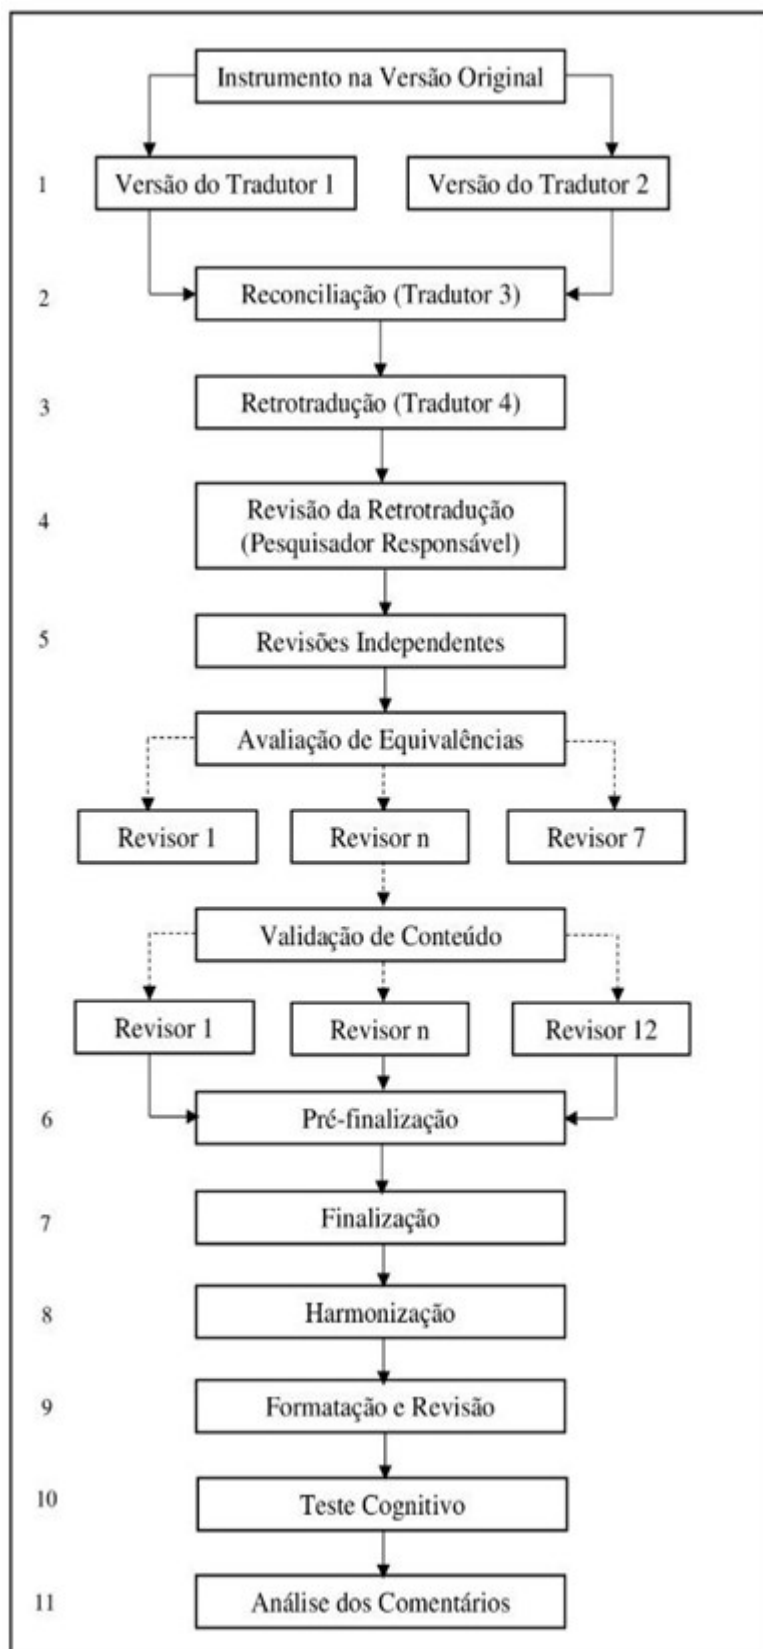 Instrumento na Versão Original
1
Versão do Tradutor 1
Versão do Tradutor 2
2
Reconciliação (Tradutor 3)
3
Retrotradução (Tradutor 4)
4
Revisão da Retrotradução
(Pesquisador Responsável)
5
Revisões Independentes
Avaliação de Equivalências
Revisor 1
Revisor n
Revisor 7
Validação de Conteúdo
Revisor 1
Revisor n
Revisor 12
6
Pré-finalização
7
Finalização
8
Harmonização
9
Formatação e Revisão
10
Teste Cognitivo
11
Análise dos Comentários